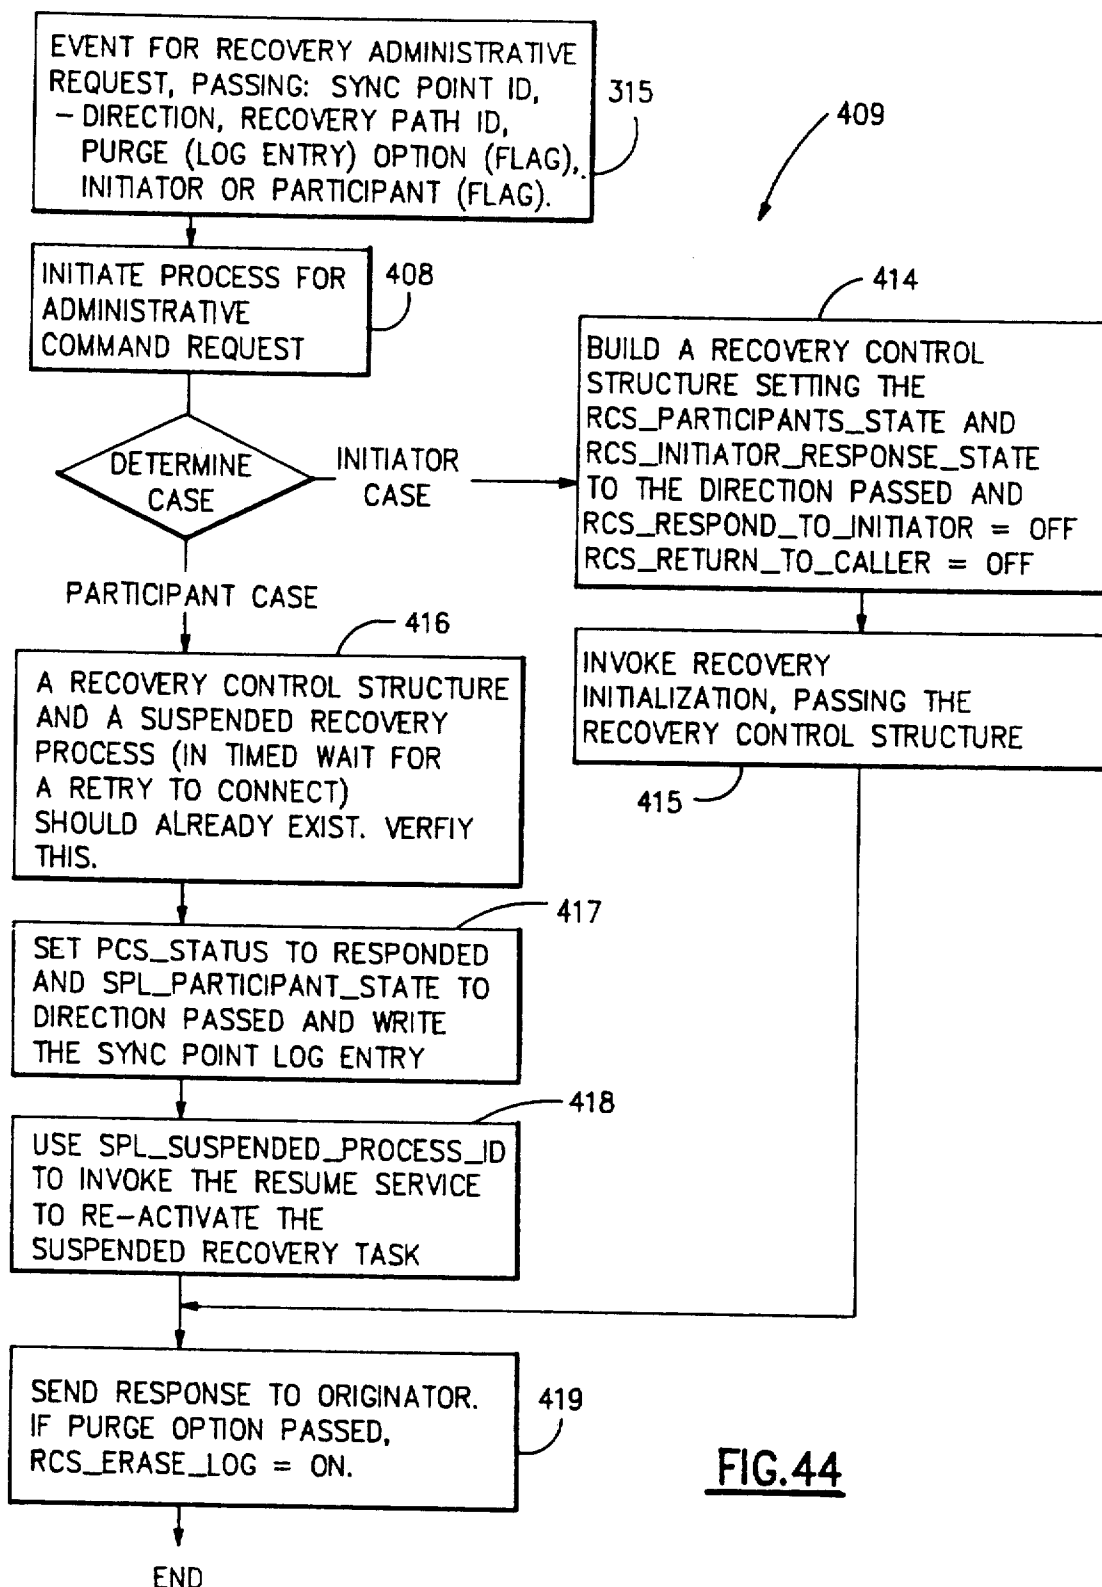 EVENT FOR RECOVERY ADMINISTRATIVE
REQUEST, PASSING: SYNC POINT ID,
- DIRECTION, RECOVERY PATH ID,
PURGE (LOG ENTRY) OPTION (FLAG),
INITIATOR OR PARTICIPANT (FLAG).
315
409
INITIATE PROCESS FOR
ADMINISTRATIVE
COMMAND REQUEST
408
DETERMINE
CASE
INITIATOR
CASE
414
BUILD A RECOVERY CONTROL
STRUCTURE SETTING THE
RCS_PARTICIPANTS_STATE AND
RCS_INITIATOR_RESPONSE_STATE
TO THE DIRECTION PASSED AND
RCS_RESPOND_TO_INITIATOR = OFF
RCS_RETURN_TO_CALLER = OFF
PARTICIPANT CASE
416
A RECOVERY CONTROL STRUCTURE
AND A SUSPENDED RECOVERY
PROCESS (IN TIMED WAIT FOR
A RETRY TO CONNECT)
SHOULD ALREADY EXIST. VERFIY
THIS.
INVOKE RECOVERY
INITIALIZATION, PASSING THE
RECOVERY CONTROL STRUCTURE
415
417
SET PCS_STATUS TO RESPONDED
AND SPL_PARTICIPANT_STATE TO
DIRECTION PASSED AND WRITE
THE SYNC POINT LOG ENTRY
418
USE SPL_SUSPENDED_PROCESS_ID
TO INVOKE THE RESUME SERVICE
TO RE-ACTIVATE THE
SUSPENDED RECOVERY TASK
SEND RESPONSE TO ORIGINATOR.
IF PURGE OPTION PASSED,
RCS_ERASE_LOG = ON.
419
FIG.44
END